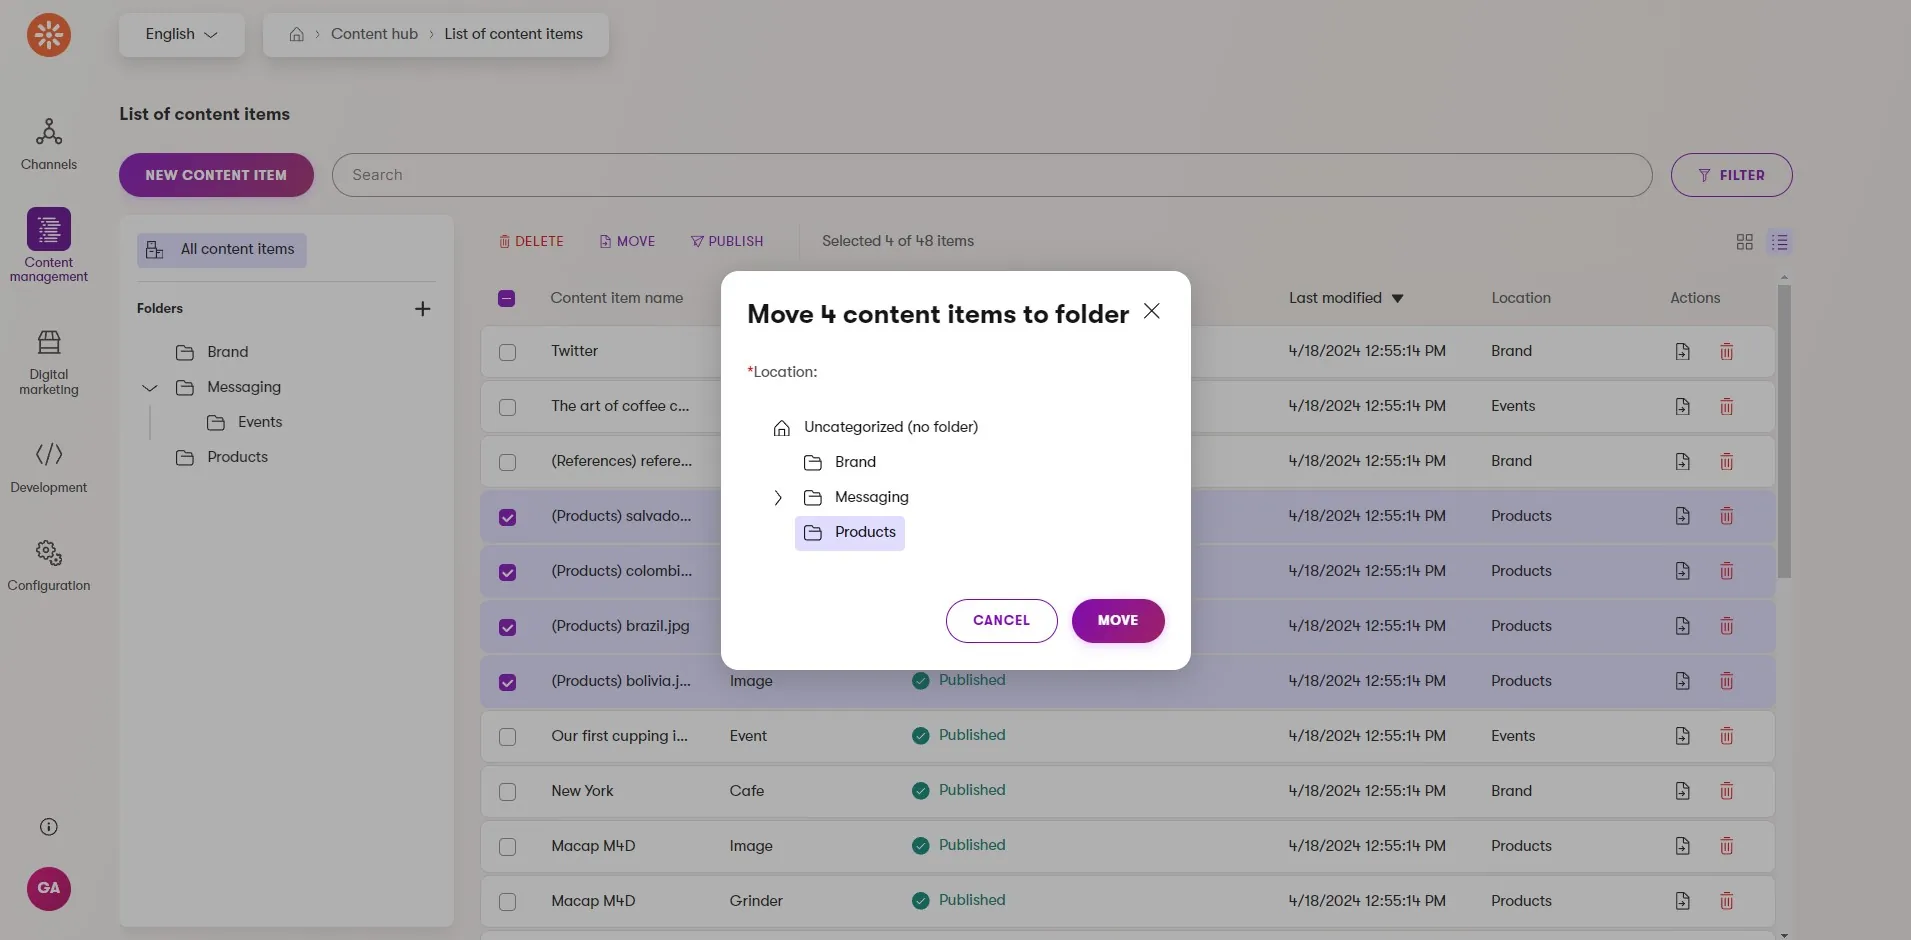 English
Content hub
List of content items
List of content items
Channels
NEW CONTENT ITEM
Search
FILTER
Content
management
All content items
DELETE
MOVE
PUBLISH
Selected 4 of 48 items
Folders
Brand
Messaging
Events
Products
Digital
marketing
Development
Configuration
GA
Content item name
Last modified
Location
Actions
Twitter
4/18/2024 12:55:14 PM
Brand
The art of coffee c...
4/18/2024 12:55:14 PM
Events
(References) refere...
4/18/2024 12:55:14 PM
Brand
(Products) salvado...
4/18/2024 12:55:14 PM
Products
(Products) colombi...
4/18/2024 12:55:14 PM
Products
(Products) brazil.jpg
4/18/2024 12:55:14 PM
Products
(Products) bolivia.j...
Image
Published
4/18/2024 12:55:14 PM
Products
Our first cupping i...
Event
Published
4/18/2024 12:55:14 PM
Events
New York
Cafe
Published
4/18/2024 12:55:14 PM
Brand
Macap M4D
Image
Published
4/18/2024 12:55:14 PM
Products
Macap M4D
Grinder
Published
4/18/2024 12:55:14 PM
Products
Move 4 content items to folder
*Location:
Uncategorized (no folder)
Brand
Messaging
Products
CANCEL
MOVE